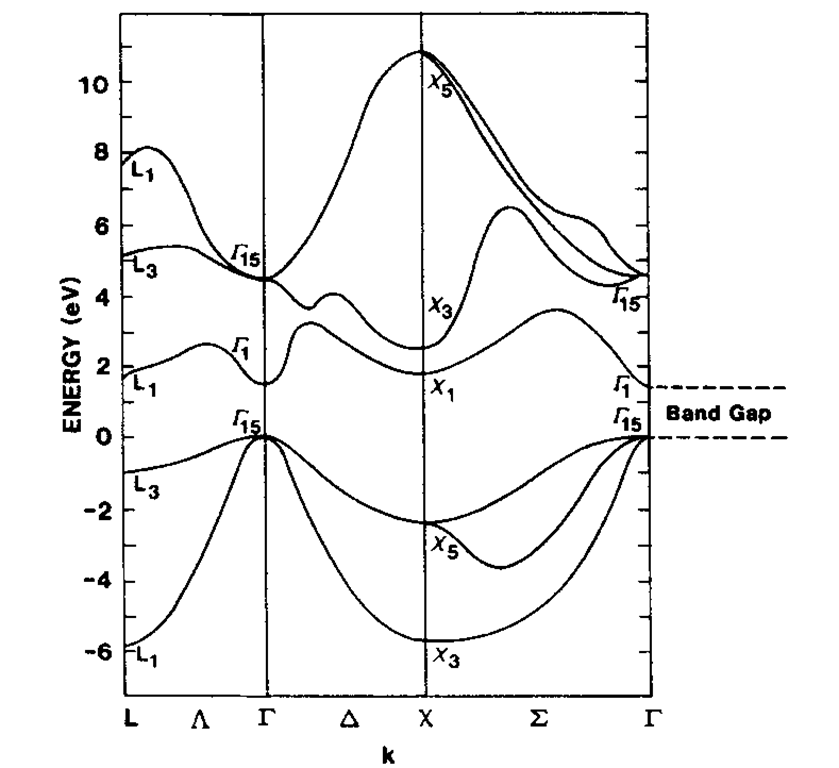 10
8
6
4
2
0
-2
-4
-6
ENERGY (eV)
L₁
L₃
L₁
L₃
L₁
Γ₁₅
Γ₁
Γ₁₅
X₅
X₃
X₁
X₅
X₃
Γ₁₅
Γ₁
Γ₁₅
Band Gap
L Λ Γ Δ X Σ Γ
k